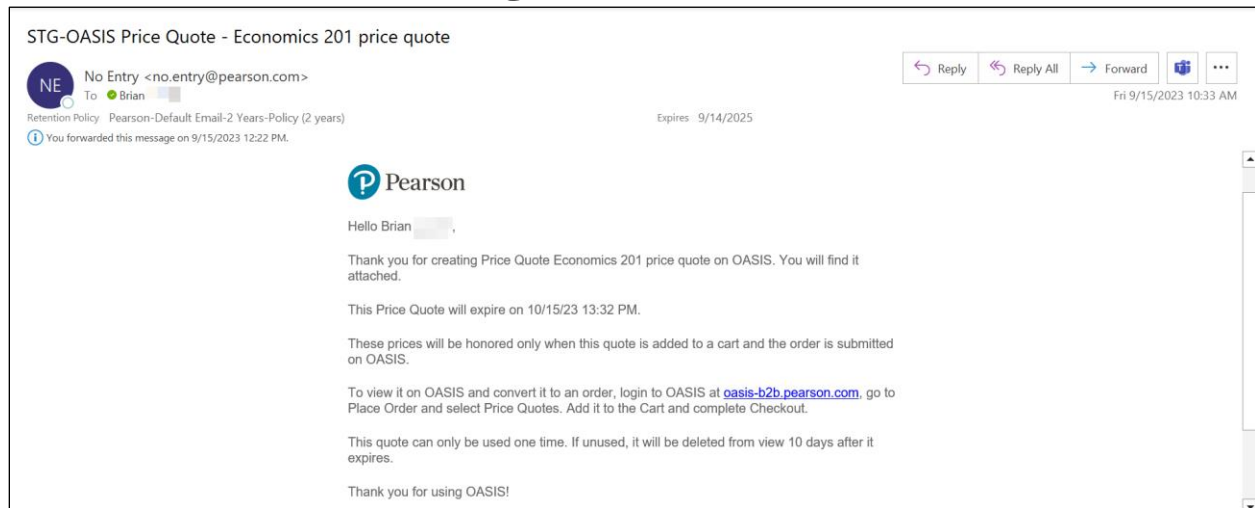 STG-OASIS Price Quote - Economics 201 price quote
NE
No Entry <no.entry@pearson.com>
To Brian
Reply
Reply All
Forward
Fri 9/15/2023 10:33 AM
Retention Policy Pearson-Default Email-2 Years-Policy (2 years)
Expires 9/14/2025
You forwarded this message on 9/15/2023 12:22 PM.
Pearson
Hello Brian ,
Thank you for creating Price Quote Economics 201 price quote on OASIS. You will find it
attached.
This Price Quote will expire on 10/15/23 13:32 PM.
These prices will be honored only when this quote is added to a cart and the order is submitted
on OASIS.
To view it on OASIS and convert it to an order, login to OASIS at oasis-b2b.pearson.com, go to
Place Order and select Price Quotes. Add it to the Cart and complete Checkout.
This quote can only be used one time. If unused, it will be deleted from view 10 days after it
expires.
Thank you for using OASIS!